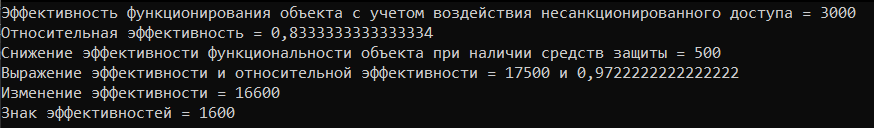 Эффективность функционирования объекта с учетом воздействия несанкционированного доступа = 3000
Относительная эффективность = 0,8333333333333334
Снижение эффективности функциональности объекта при наличии средств защиты = 500
Выражение эффективности и относительной эффективности = 17500 и 0,9722222222222222
Изменение эффективности = 16600
Знак эффективностей = 1600